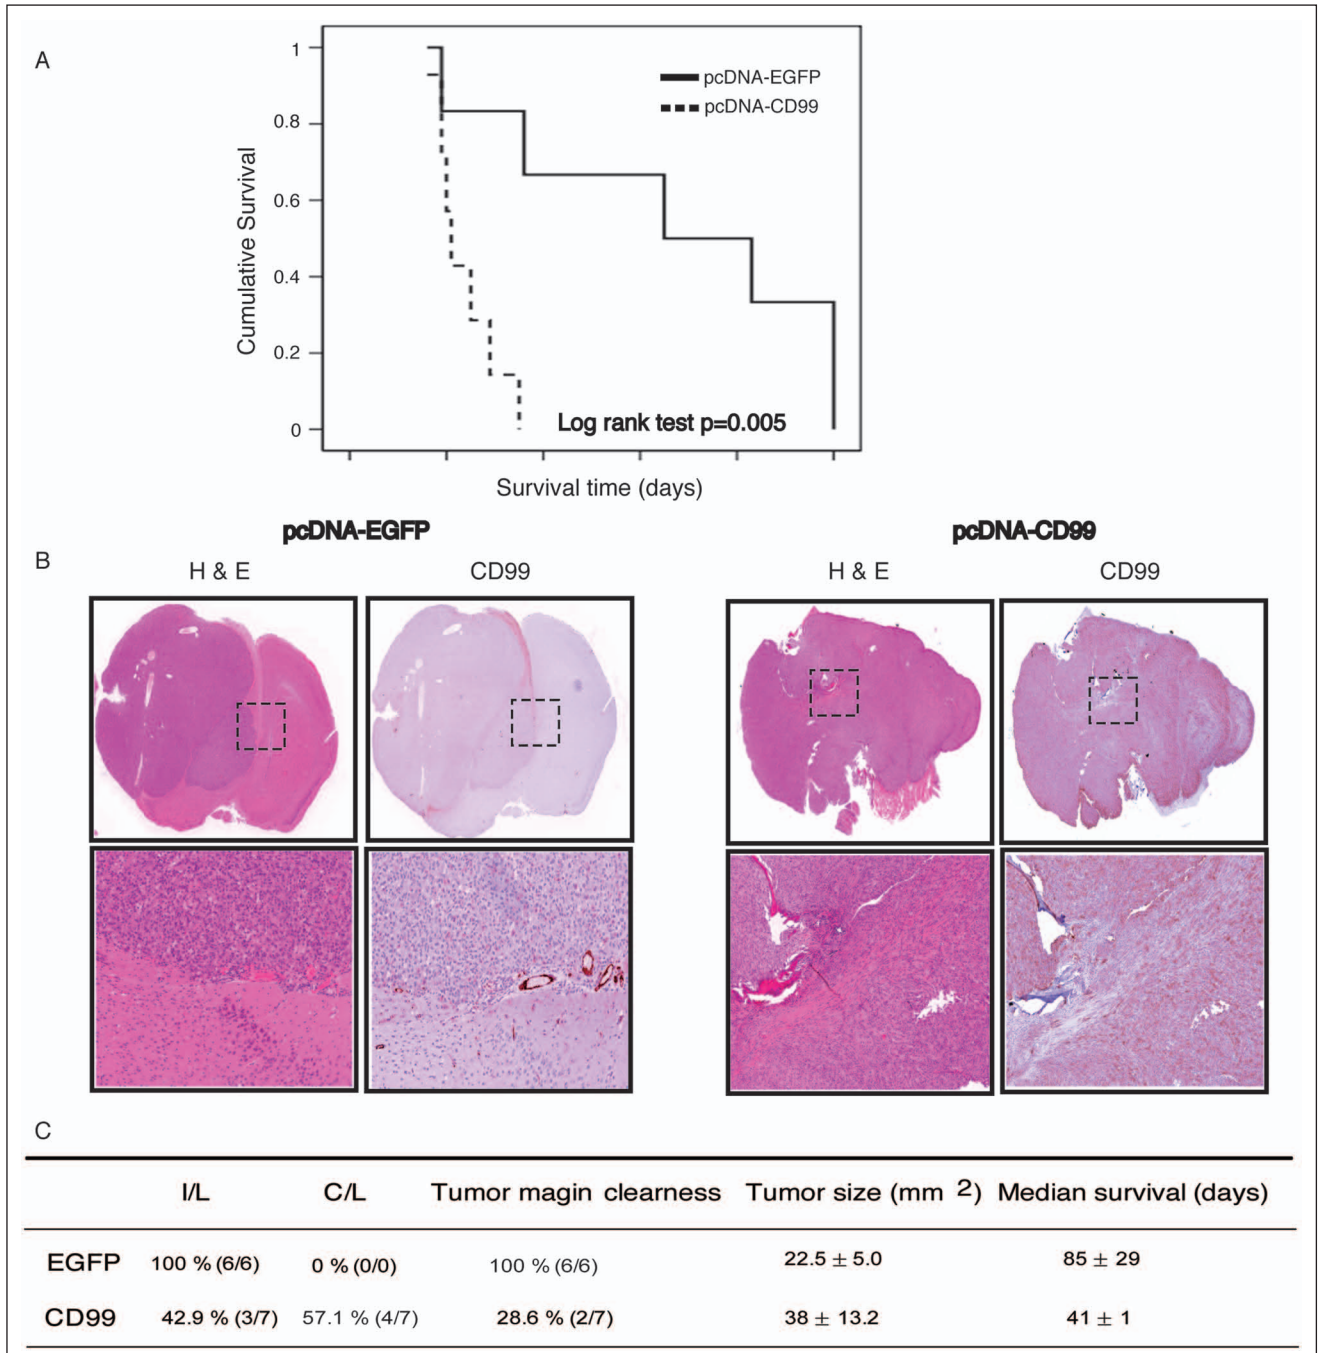 A
1
0.8
0.6
0.4
0.2
0
Cumulative Survival
pcDNA-EGFP
pcDNA-CD99
Log rank test p=0.005
Survival time (days)
B
pcDNA-EGFP
pcDNA-CD99
H & E
CD99
H & E
CD99
C
I/L C/L Tumor magin clearness Tumor size (mm 2) Median survival (days)
EGFP 100 % (6/6) 0 % (0/0) 100 % (6/6) 22.5 ± 5.0 85 ± 29
CD99 42.9 % (3/7) 57.1 % (4/7) 28.6 % (2/7) 38 ± 13.2 41 ± 1